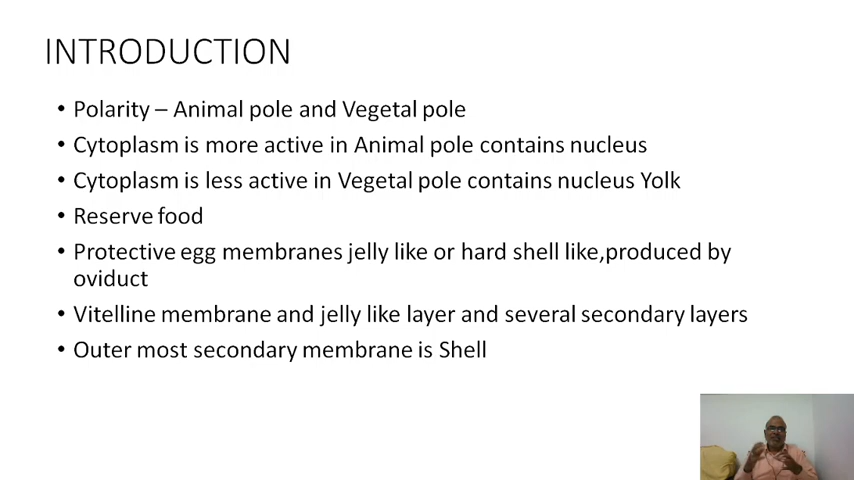 INTRODUCTION
• Polarity – Animal pole and Vegetal pole
• Cytoplasm is more active in Animal pole contains nucleus
• Cytoplasm is less active in Vegetal pole contains nucleus Yolk
• Reserve food
• Protective egg membranes jelly like or hard shell like,produced by
oviduct
• Vitelline membrane and jelly like layer and several secondary layers
• Outer most secondary membrane is Shell